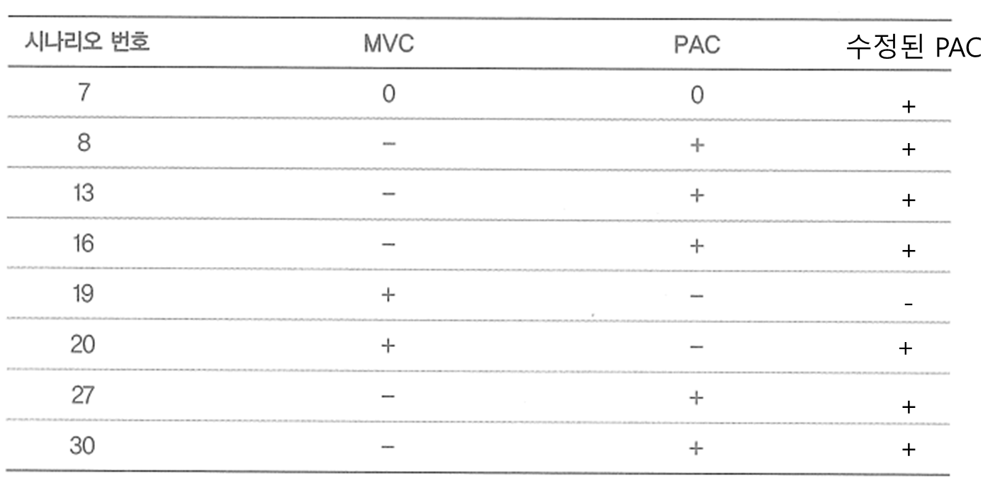 시나리오 번호 MVC PAC 수정된 PAC
7 0 0 +
8 - + +
13 - + +
16 - + +
19 + - -
20 + - +
27 - + +
30 - + +